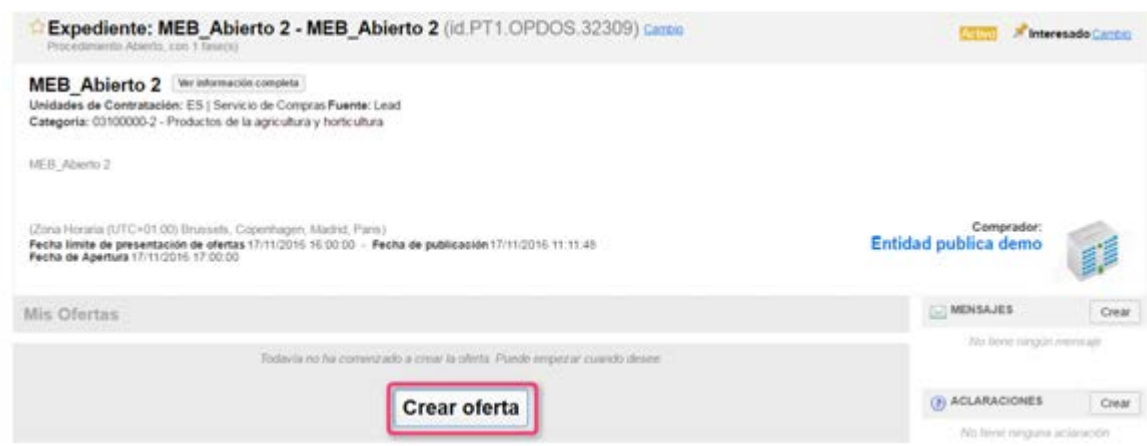 Expediente: MEB_Abierto 2 - MEB_Abierto 2 (id.PT1.OPDOS.32309) Cambio
Procedimiento Abierto, con 1 fase(s)
Activo
Interesado Cambio
MEB_Abierto 2 Ver información completa
Unidades de Contratación: ES | Servicio de Compras Fuente: Lead
Categoría: 03100000-2 - Productos de la agricultura y horticultura
MEB_Abierto 2
(Zona Horaria (UTC+01:00) Brussels, Copenhagen, Madrid, Paris)
Fecha límite de presentación de ofertas 17/11/2016 16:00:00 - Fecha de publicación 17/11/2016 11:11:48
Fecha de Apertura 17/11/2016 17:00:00
Comprador:
Entidad publica demo
Mis Ofertas
Todavía no ha comenzado a crear la oferta. Puede empezar cuando desee.
Crear oferta
MENSAJES Crear
No tiene ningún mensaje
ACLARACIONES Crear
No tiene ninguna aclaración